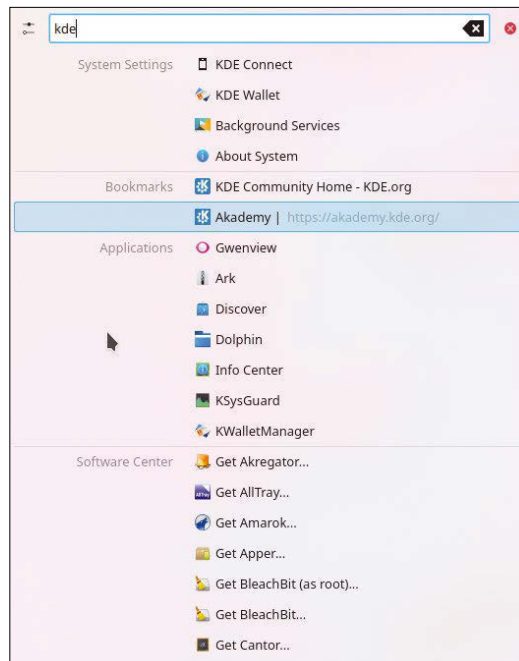 kde
System Settings KDE Connect
KDE Wallet
Background Services
About System
Bookmarks KDE Community Home - KDE.org
Akademy | https://akademy.kde.org/
Applications Gwenview
Ark
Discover
Dolphin
Info Center
KSysGuard
KWalletManager
Software Center Get Akregator...
Get AllTray...
Get Amarok...
Get Apper...
Get BleachBit (as root)...
Get BleachBit...
Get Cantor...